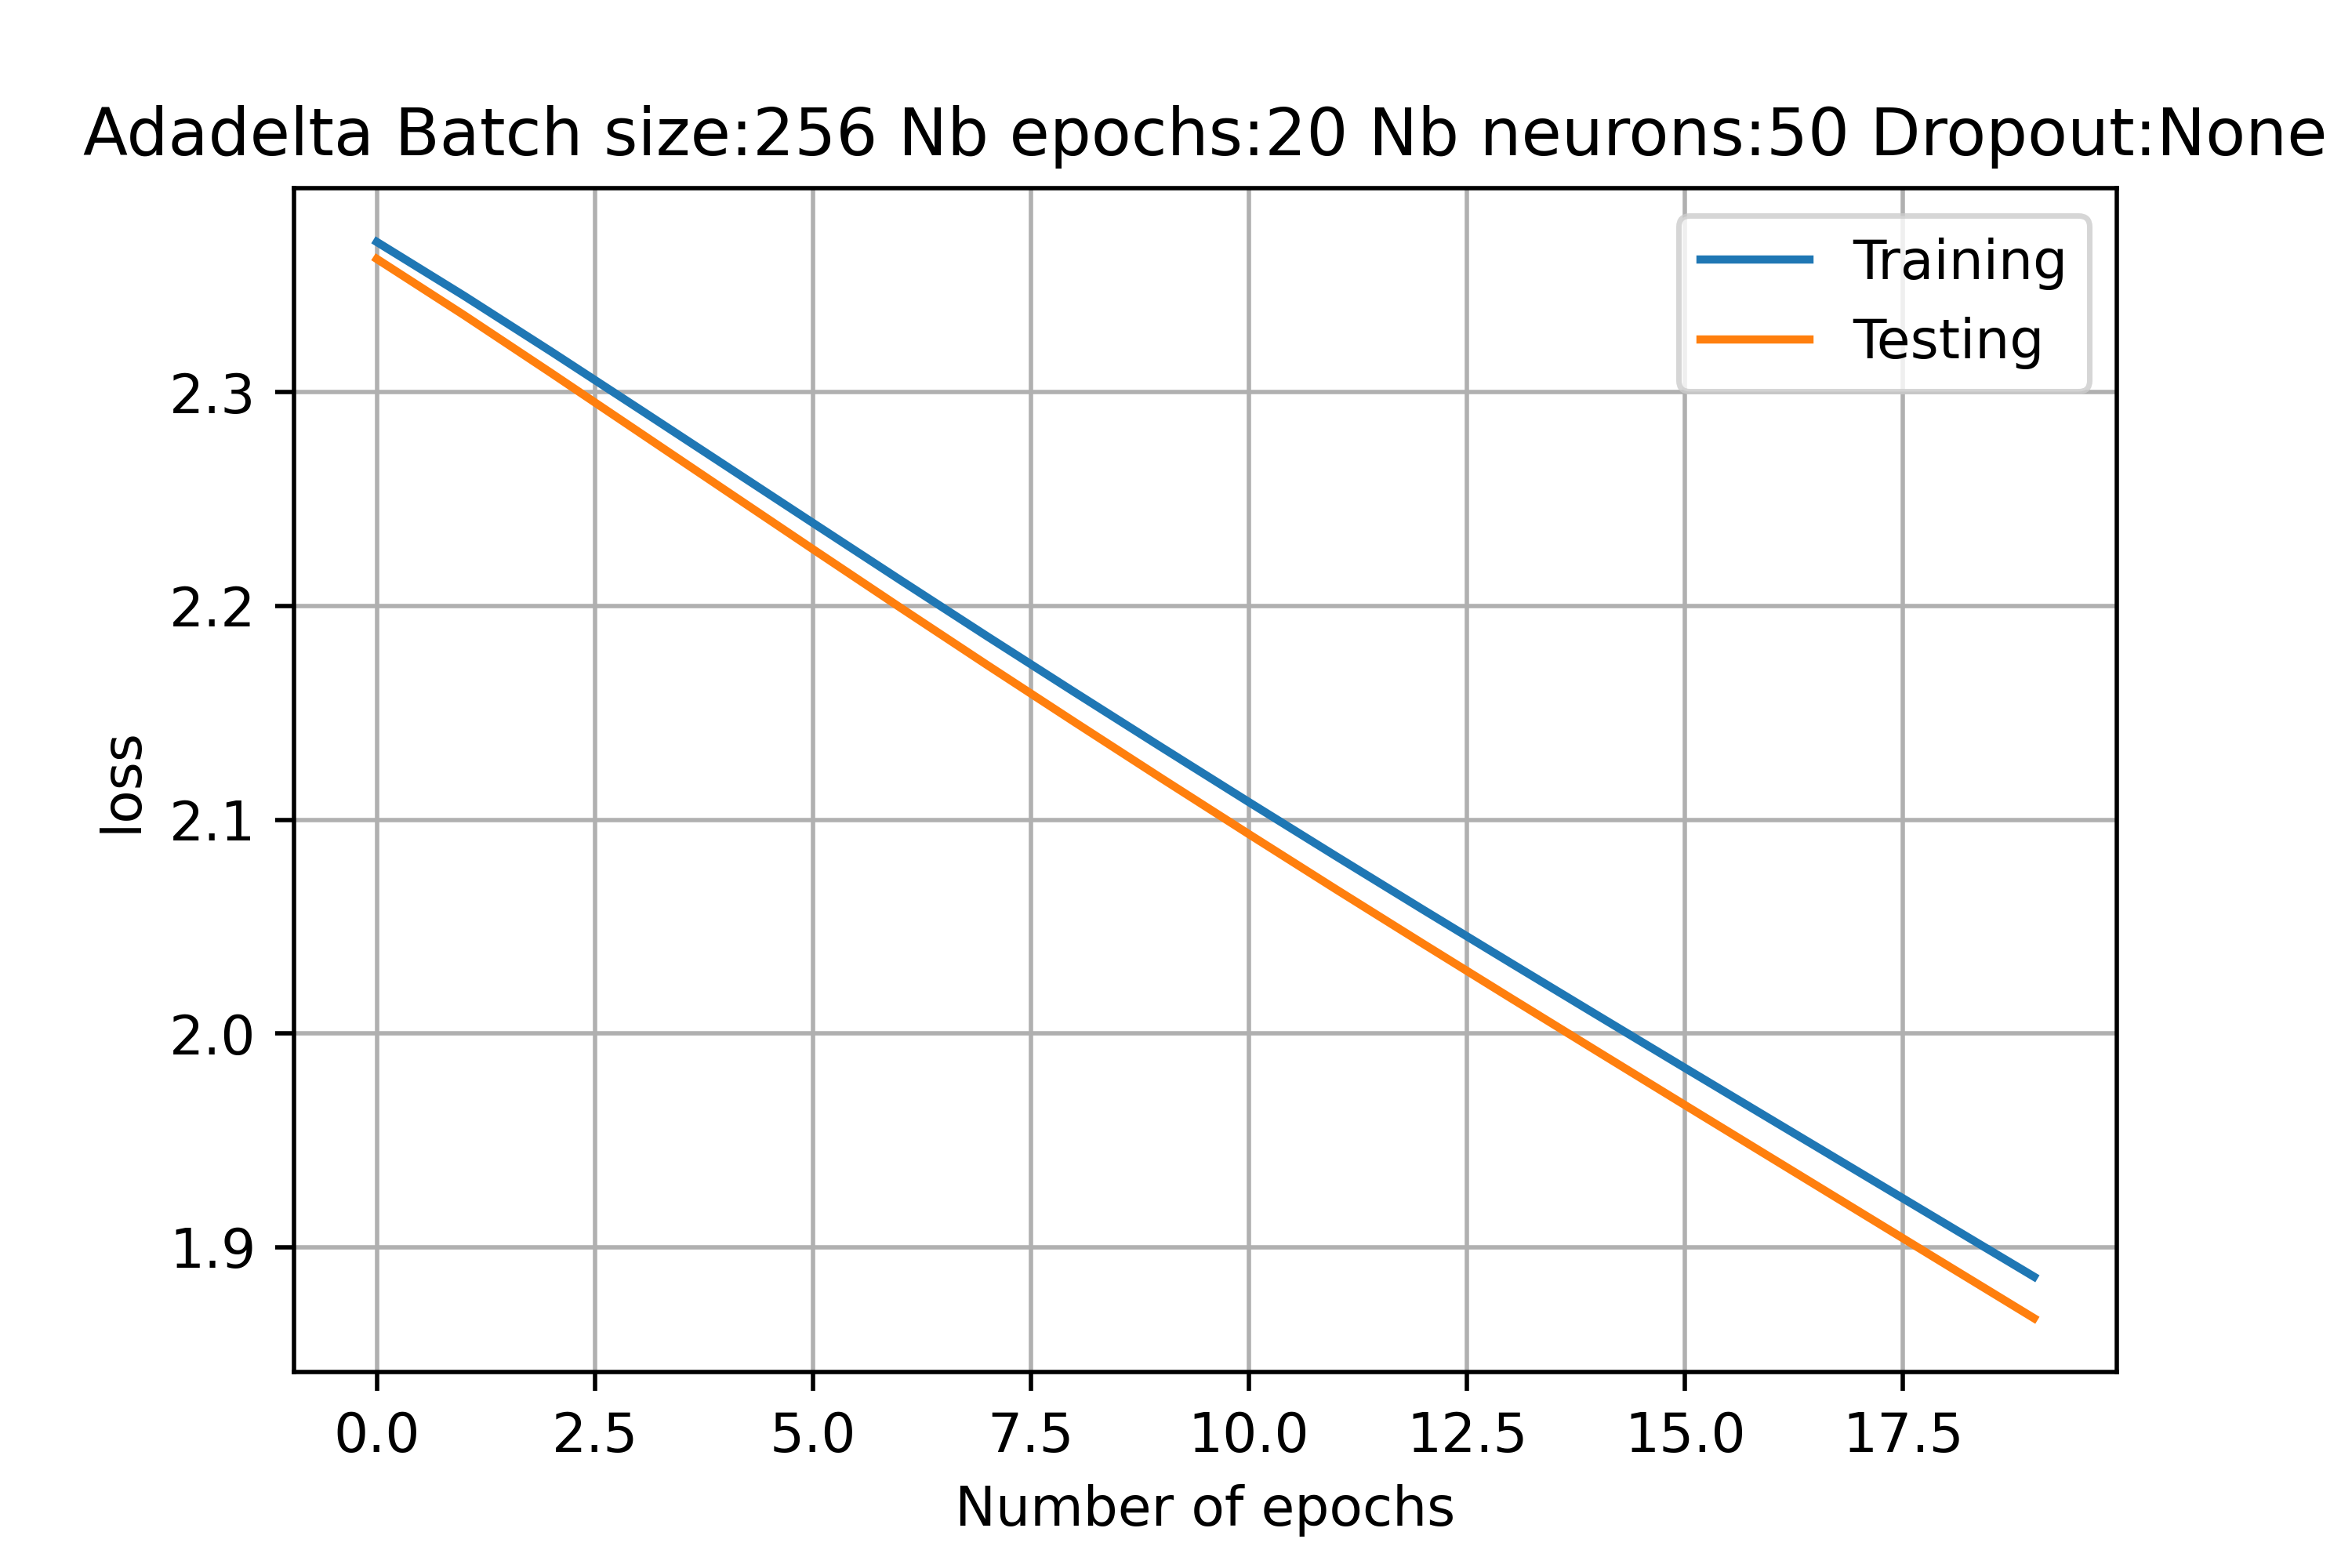 Adadelta Batch size:256 Nb epochs:20 Nb neurons:50 Dropout:None
Training
Testing
2.3
2.2
2.1
2.0
1.9
loss
0.0 2.5 5.0 7.5 10.0 12.5 15.0 17.5
Number of epochs